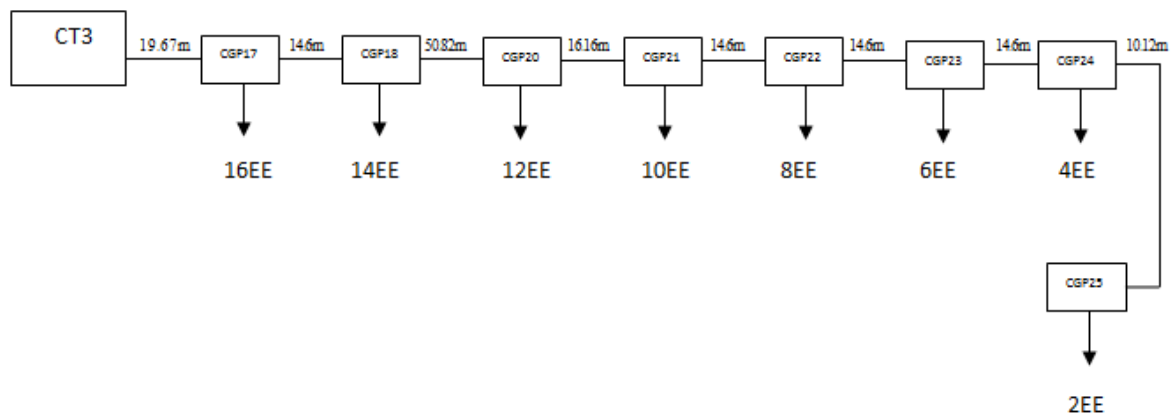 CT3
19.67m
CGP17
14.6m
CGP18
50.82m
CGP20
16.16m
CGP21
14.6m
CGP22
14.6m
CGP23
14.6m
CGP24
10.12m
16EE
14EE
12EE
10EE
8EE
6EE
4EE
CGP25
2EE